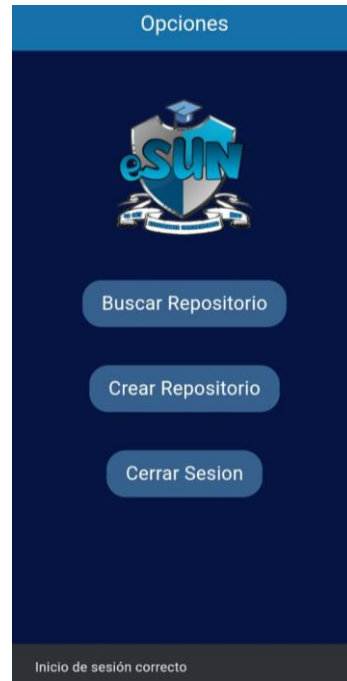 Opciones
eSUN
Buscar Repositorio
Crear Repositorio
Cerrar Sesion
Inicio de sesión correcto